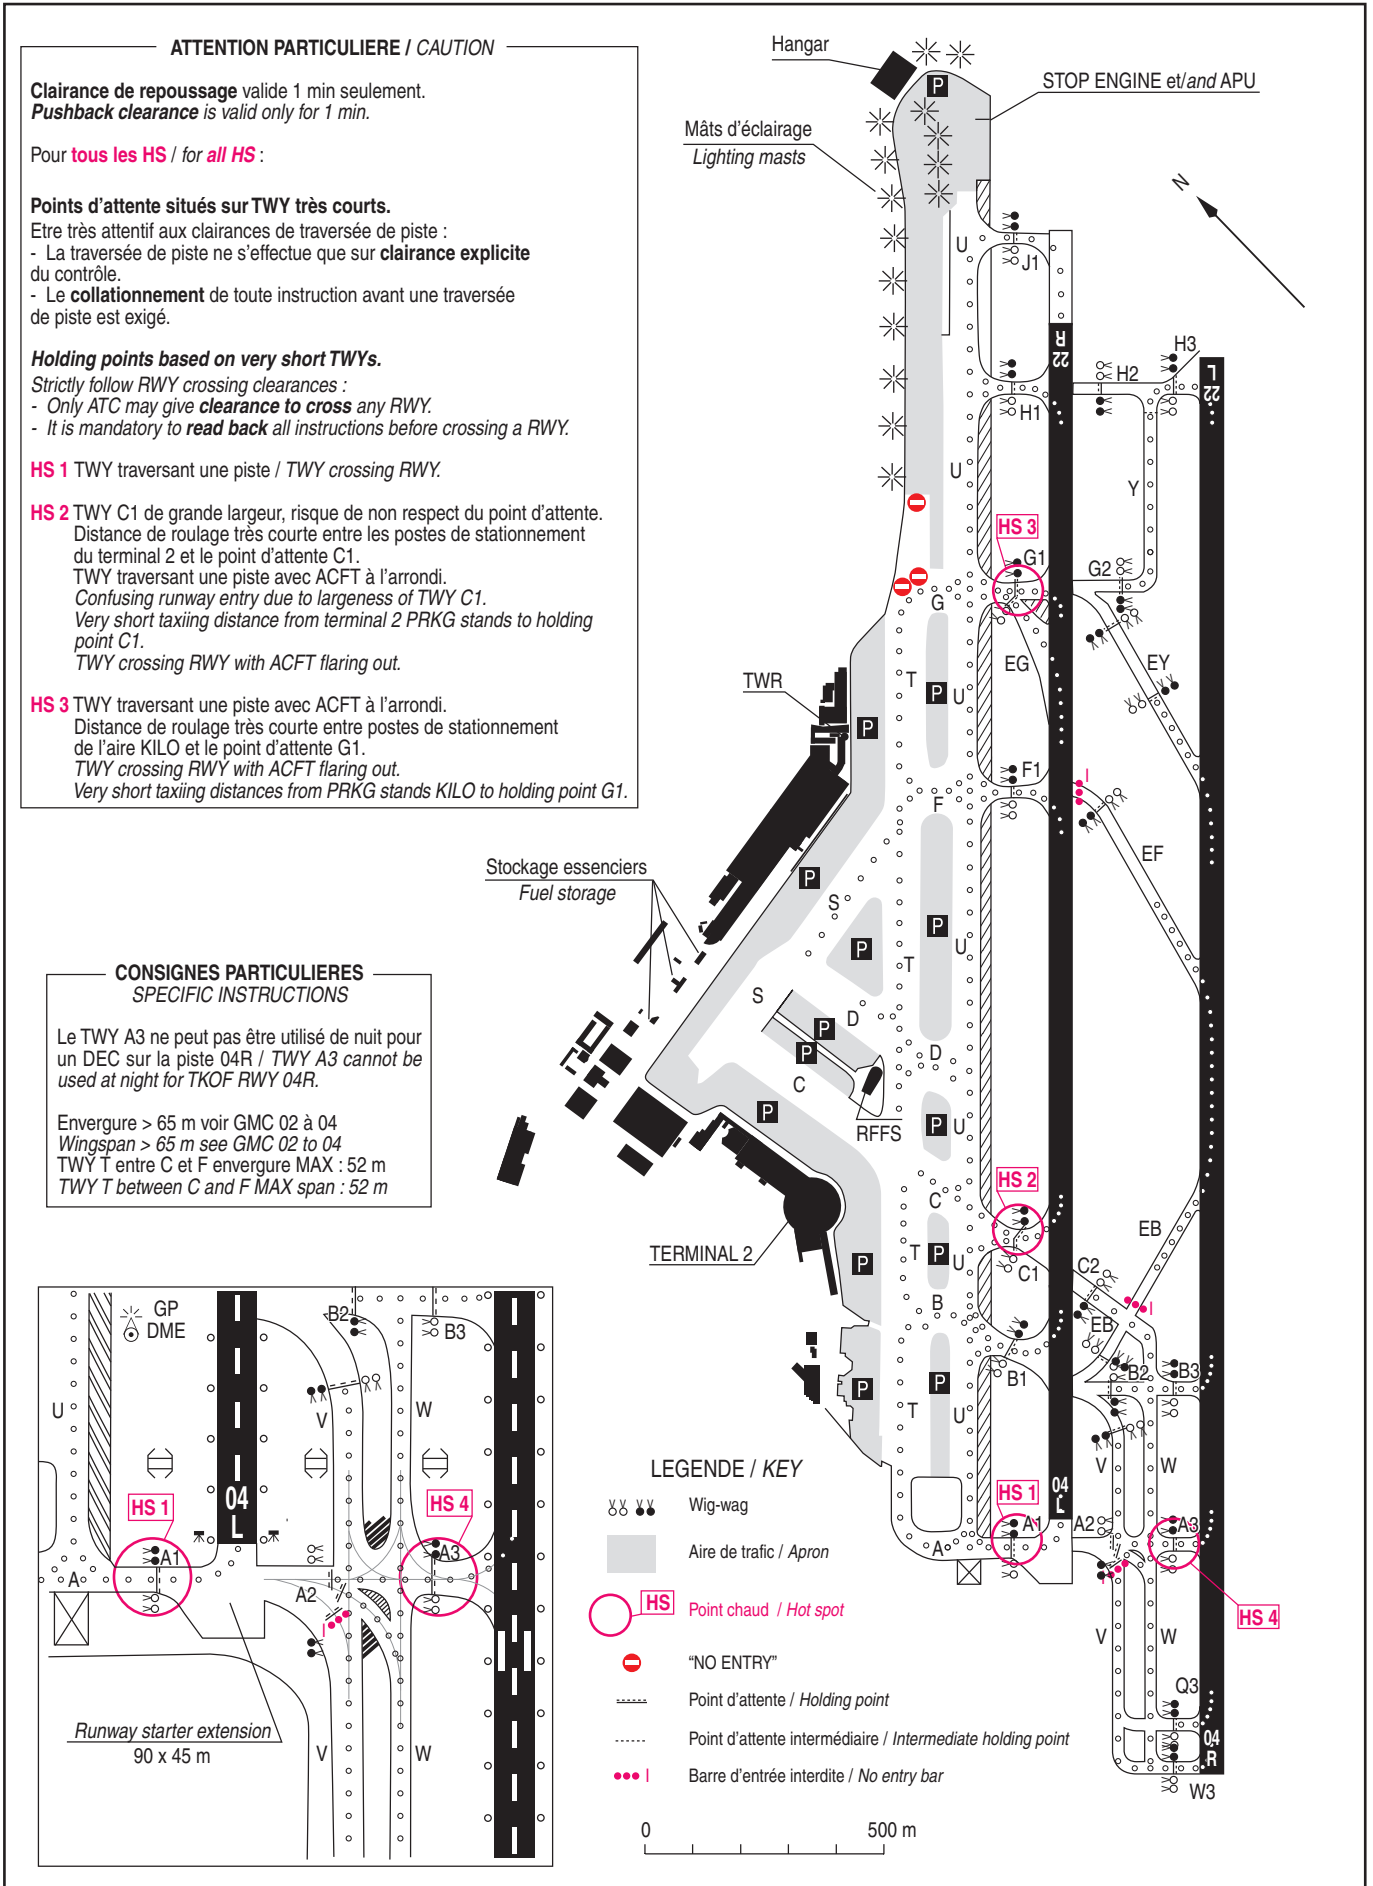 ATTENTION PARTICULIERE / CAUTION
Clairance de repoussage valide 1 min seulement.
Pushback clearance is valid only for 1 min.
Pour tous les HS / for all HS :
Points d'attente situés sur TWY très courts.
Etre très attentif aux clairances de traversée de piste :
- La traversée de piste ne s'effectue que sur clairance explicite
du contrôle.
- Le collationnement de toute instruction avant une traversée
de piste est exigé.
Holding points based on very short TWYs.
Strictly follow RWY crossing clearances :
- Only ATC may give clearance to cross any RWY.
- It is mandatory to read back all instructions before crossing a RWY.
HS 1 TWY traversant une piste / TWY crossing RWY.
HS 2 TWY C1 de grande largeur, risque de non respect du point d'attente.
Distance de roulage très courte entre les postes de stationnement
du terminal 2 et le point d'attente C1.
TWY traversant une piste avec ACFT à l'arrondi.
Confusing runway entry due to largeness of TWY C1.
Very short taxiing distance from terminal 2 PRKG stands to holding
point C1.
TWY crossing RWY with ACFT flaring out.
HS 3 TWY traversant une piste avec ACFT à l'arrondi.
Distance de roulage très courte entre postes de stationnement
de l'aire KILO et le point d'attente G1.
TWY crossing RWY with ACFT flaring out.
Very short taxiing distances from PRKG stands KILO to holding point G1.
CONSIGNES PARTICULIERES
SPECIFIC INSTRUCTIONS
Le TWY A3 ne peut pas être utilisé de nuit pour
un DEC sur la piste 04R / TWY A3 cannot be
used at night for TKOF RWY 04R.
Envergure > 65 m voir GMC 02 à 04
Wingspan > 65 m see GMC 02 to 04
TWY T entre C et F envergure MAX : 52 m
TWY T between C and F MAX span : 52 m
Hangar
P
STOP ENGINE et/and APU
Mâts d'éclairage
Lighting masts
N
U
J1
22
R
H3
H2
22
L
H1
U
Y
HS 3
G1
G2
G
EG
EY
T
P
U
TWR
P
F1
I
F
EF
Stockage essenciers
Fuel storage
P
S
P
P
T
U
S
D
P
P
D
C
P
RFFS
P
U
HS 2
C
EB
TERMINAL 2
P
T
P
U
C1
C2
I
B
EB
P
P
T
U
B1
B2
B3
V
W
04
L
HS 1
A1
A2
A3
A
I
HS 4
V
W
Q3
04
R
W3
GP
DME
B2
B3
U
V
W
HS 1
04
L
HS 4
A1
A3
A
A2
I
Runway starter extension
90 x 45 m
V
W
LEGENDE / KEY
Wig-wag
Aire de trafic / Apron
HS
Point chaud / Hot spot
"NO ENTRY"
Point d'attente / Holding point
Point d'attente intermédiaire / Intermediate holding point
I
Barre d'entrée interdite / No entry bar
0
500 m